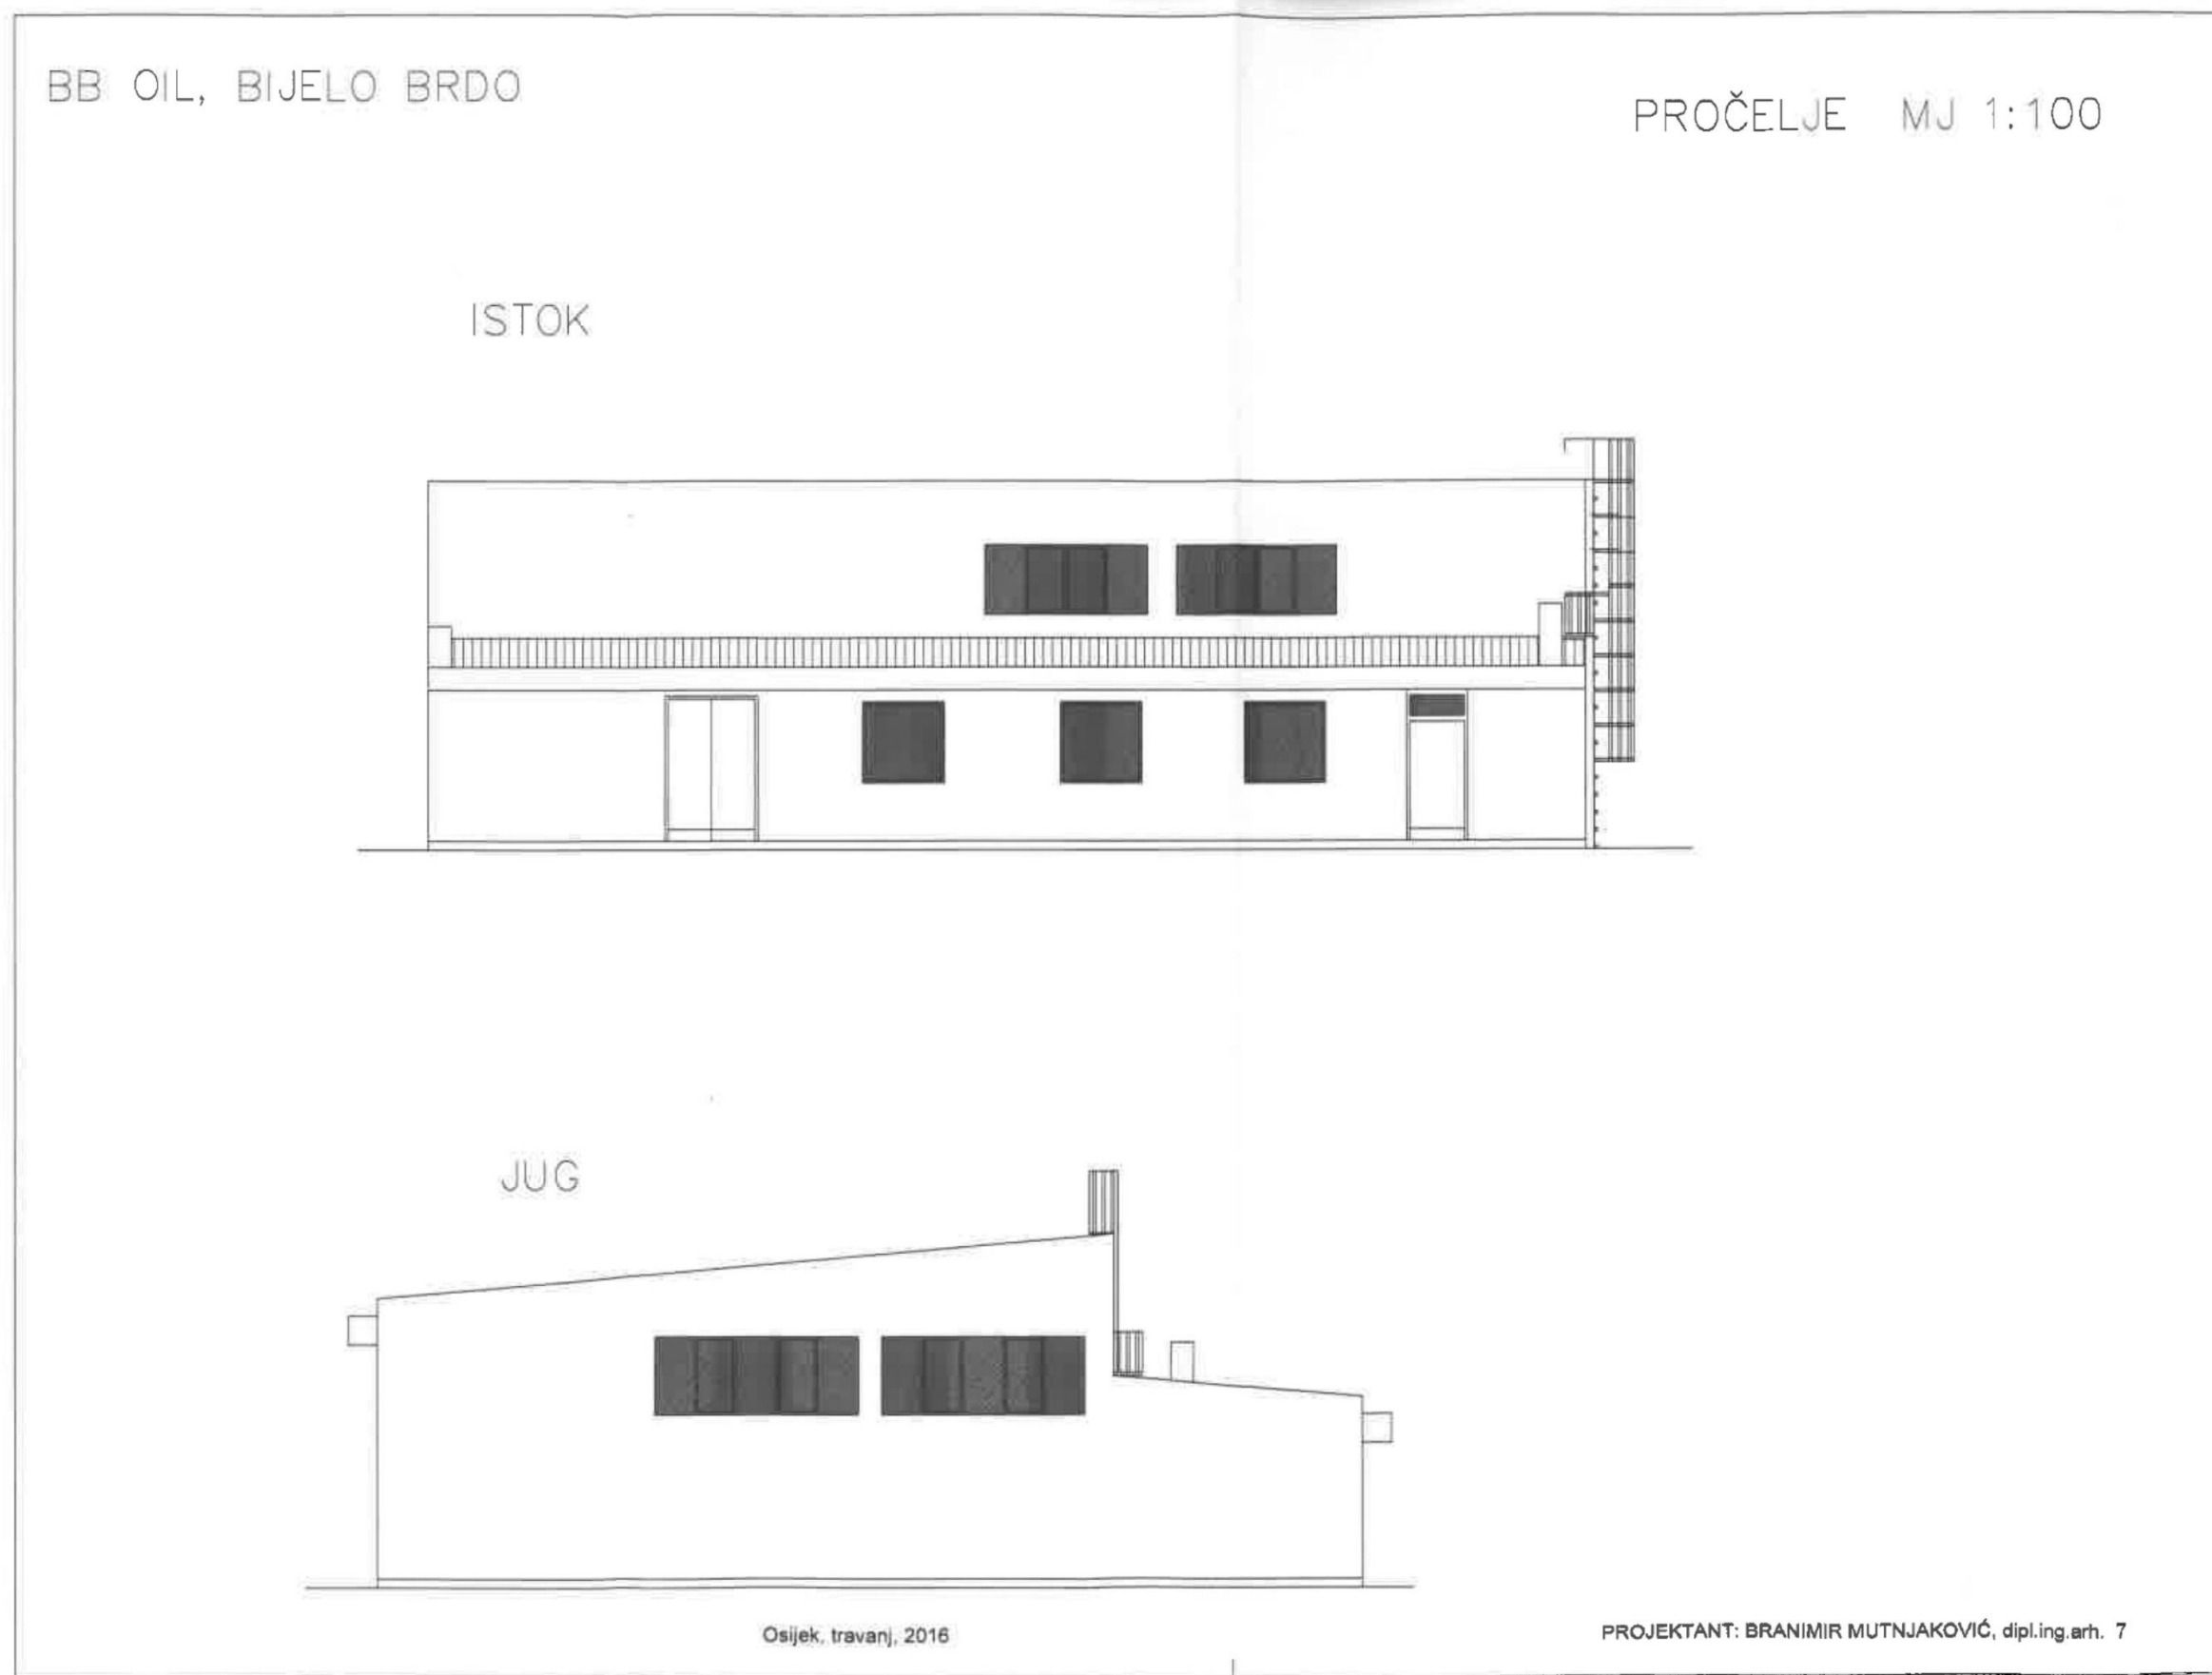 BB OIL, BIJELO BRDO
PROČELJE MJ 1:100
ISTOK
JUG
Osijek, travanj, 2016
PROJEKTANT: BRANIMIR MUTNJAKOVIĆ, dipl.ing.arh. 7